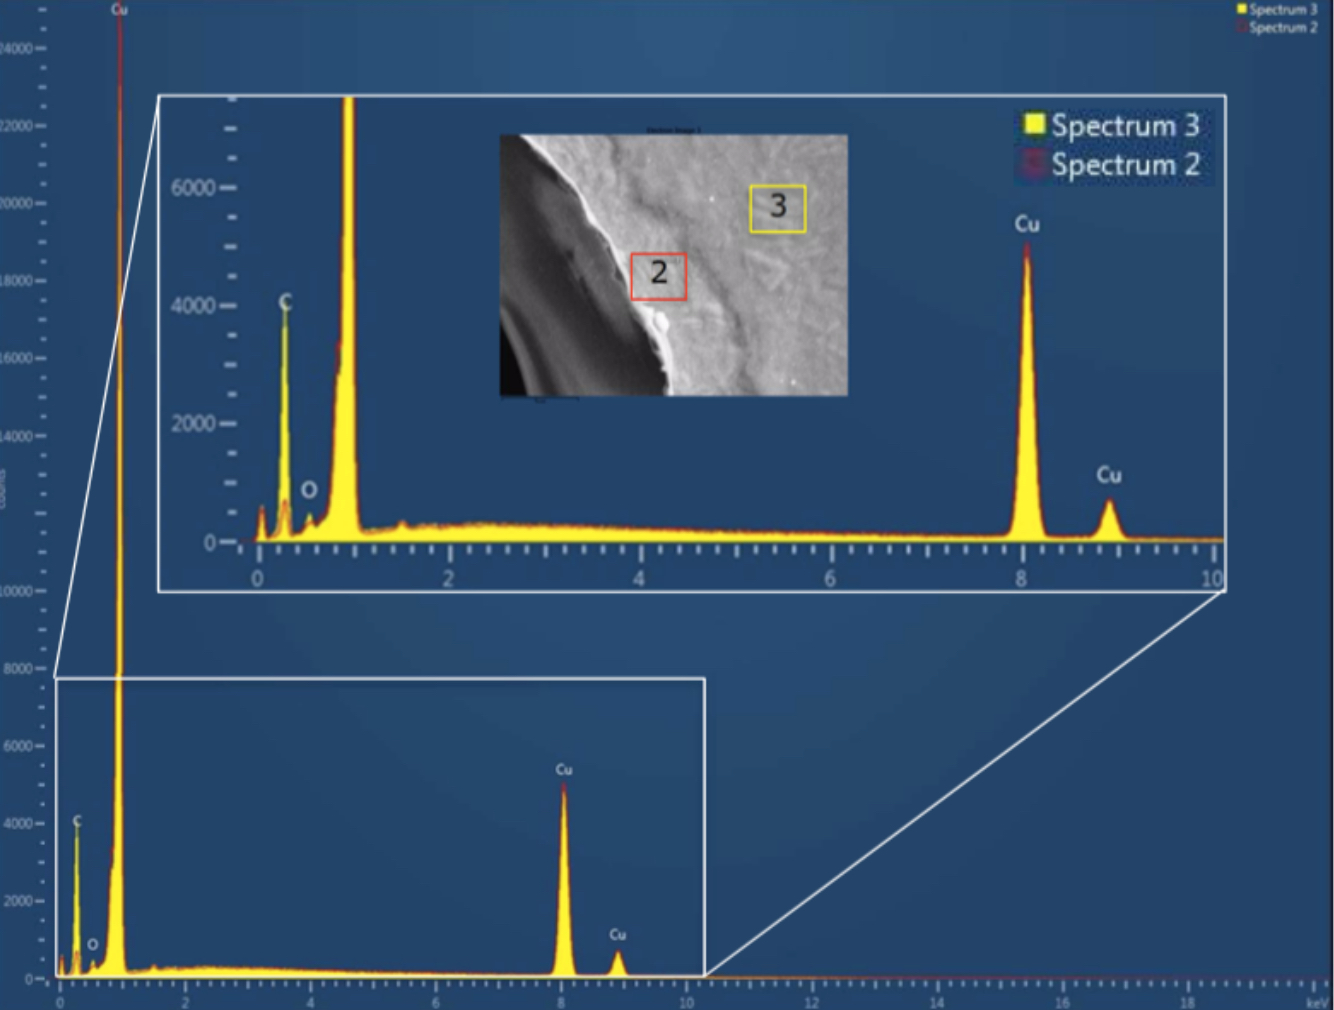 Cu
Spectrum 3
Spectrum 2
24000
22000
20000
18000
16000
14000
10000
8000
6000
4000
2000
0
counts
Spectrum 3
Spectrum 2
6000
4000
2000
0
C
O
Cu
Cu
3
2
0 2 4 6 8 10
C
O
Cu
Cu
0 2 4 6 8 10 12 14 16 18 keV